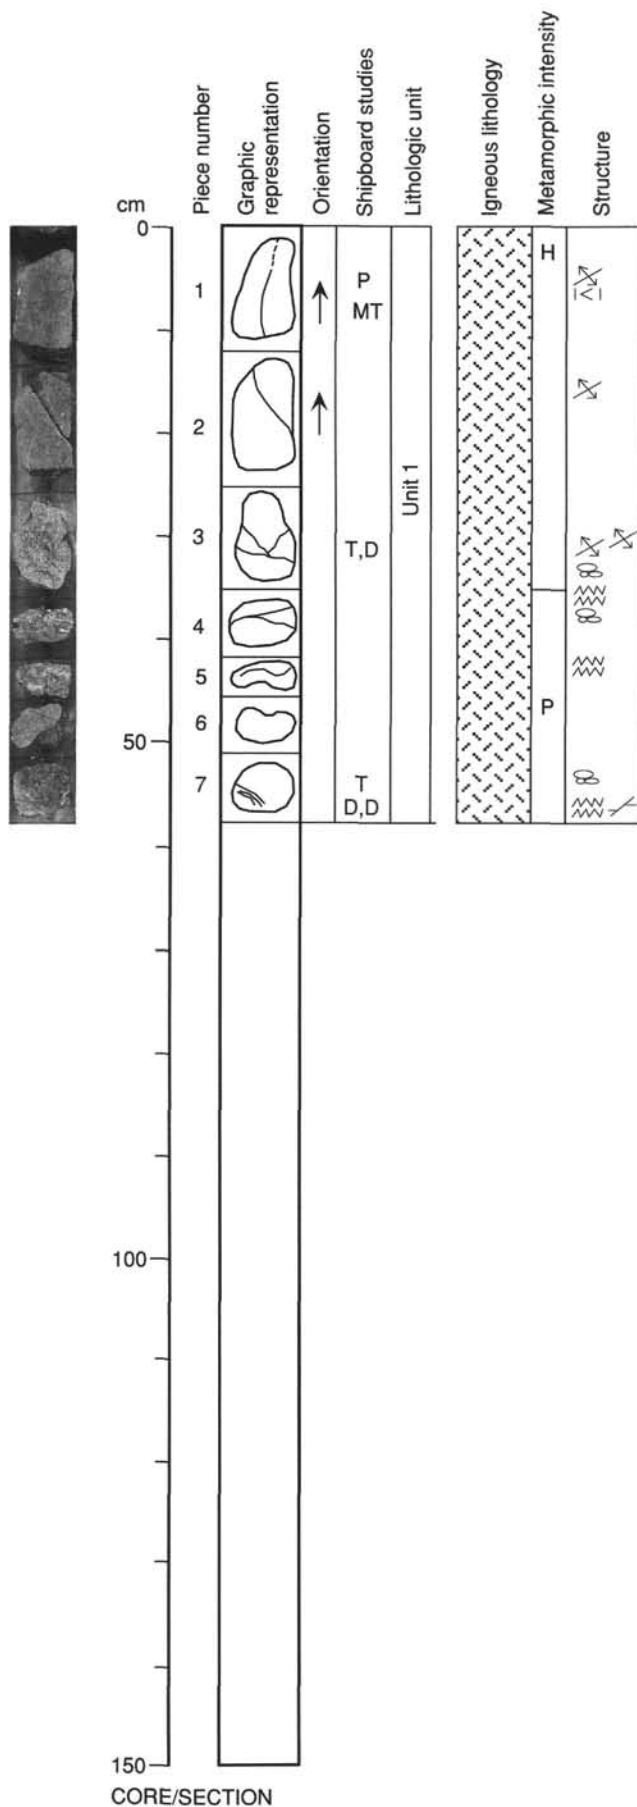 cm
Piece number
Graphic
representation
Orientation
Shipboard studies
Lithologic unit
Igneous lithology
Metamorphic intensity
Structure
0
1
P
MT
H
2
Unit 1
3
T,D
4
5
6
50
P
7
T
D,D
100
150
CORE/SECTION